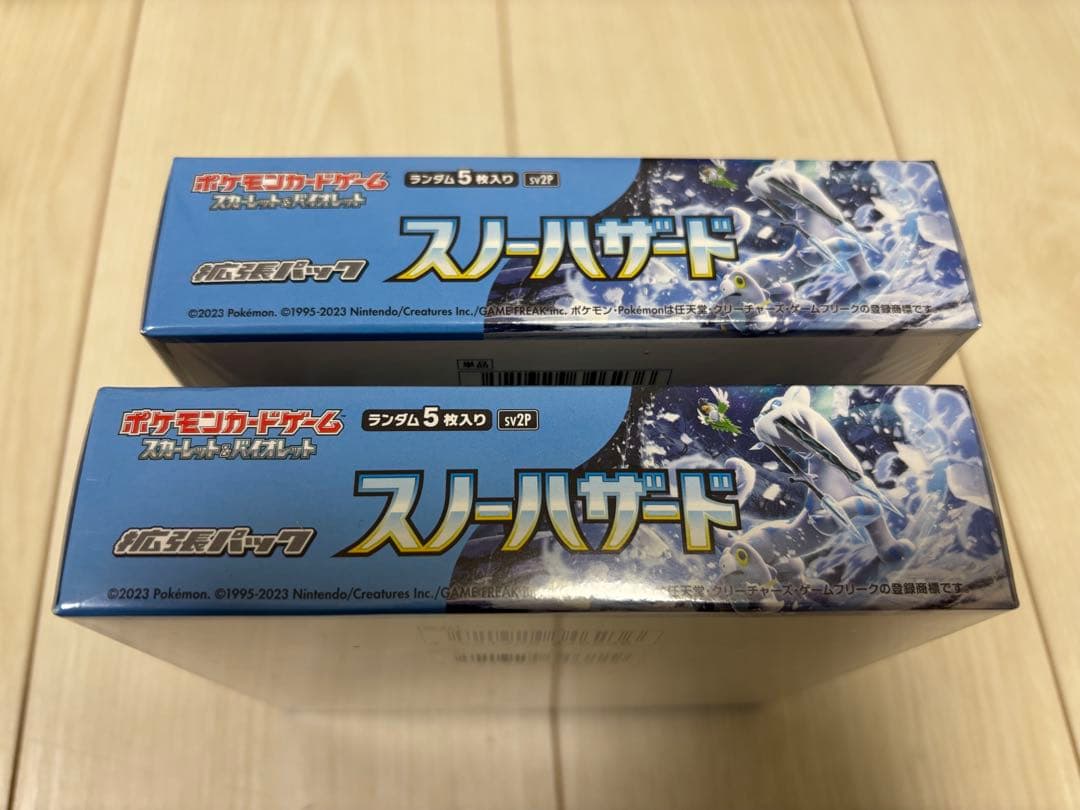 ポケモンカードゲーム
スカーレット&バイオレット
ランダム5枚入り sv2P
拡張パック
スノーハザード
©2023 Pokémon. ©1995-2023 Nintendo/Creatures Inc./GAME FREAK inc. ポケモン・Pokémonは任天堂・クリーチャーズ・ゲームフリークの登録商標です
ポケモンカードゲーム
スカーレット&バイオレット
ランダム5枚入り sv2P
拡張パック
スノーハザード
©2023 Pokémon. ©1995-2023 Nintendo/Creatures Inc./GAME FREAK は任天堂・クリーチャーズ・ゲームフリークの登録商標です